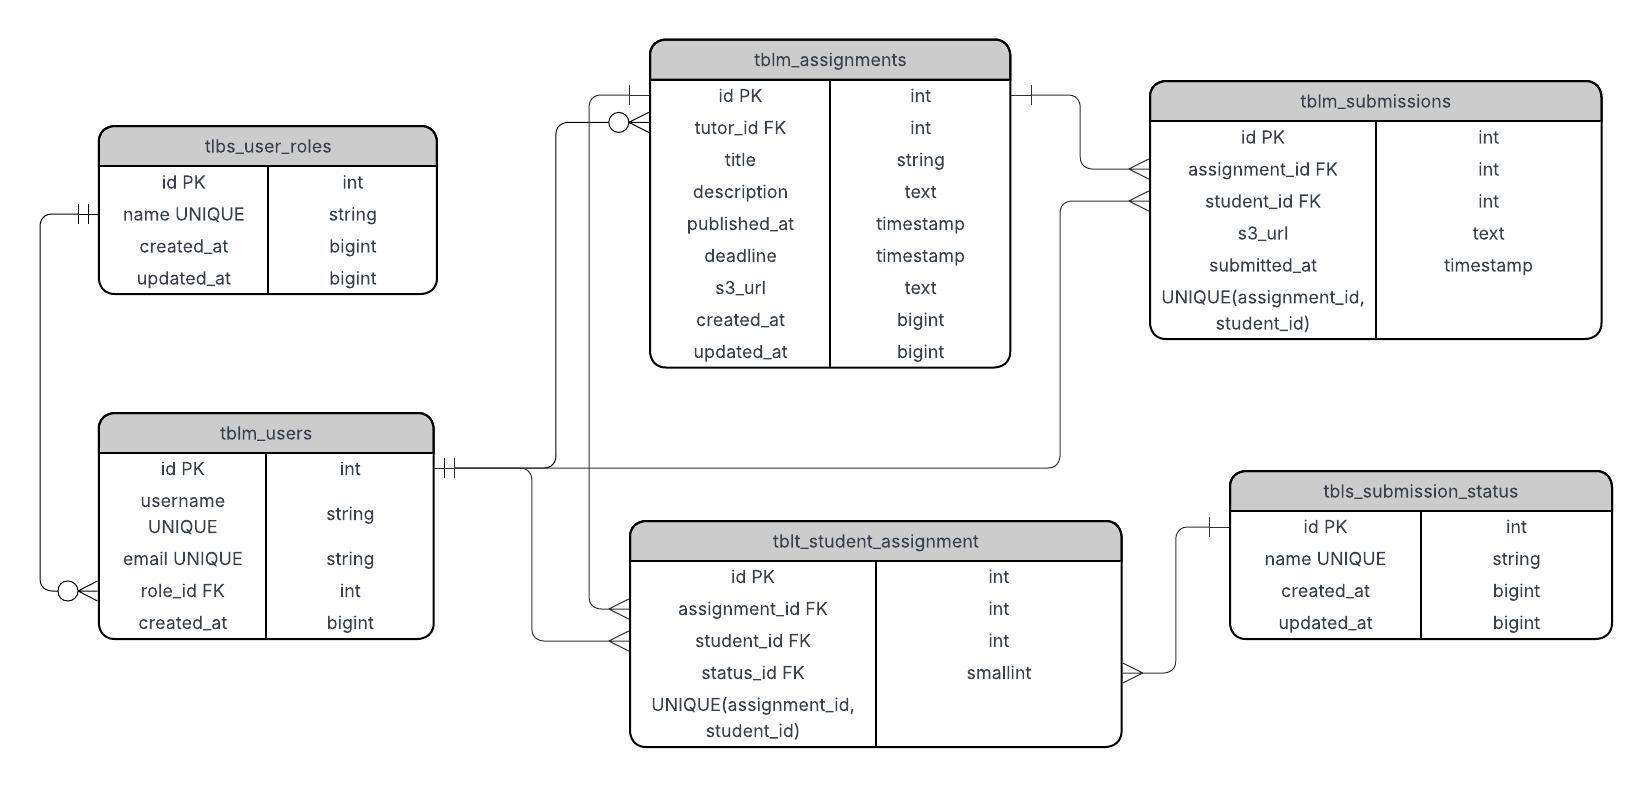 tblm_assignments
id PK int
tutor_id FK int
title string
description text
published_at timestamp
deadline timestamp
s3_url text
created_at bigint
updated_at bigint
tblm_submissions
id PK int
assignment_id FK int
student_id FK int
s3_url text
submitted_at timestamp
UNIQUE(assignment_id,
student_id)
tlbs_user_roles
id PK int
name UNIQUE string
created_at bigint
updated_at bigint
tblm_users
id PK int
username
UNIQUE string
email UNIQUE string
role_id FK int
created_at bigint
tblt_student_assignment
id PK int
assignment_id FK int
student_id FK int
status_id FK smallint
UNIQUE(assignment_id,
student_id)
tbls_submission_status
id PK int
name UNIQUE string
created_at bigint
updated_at bigint